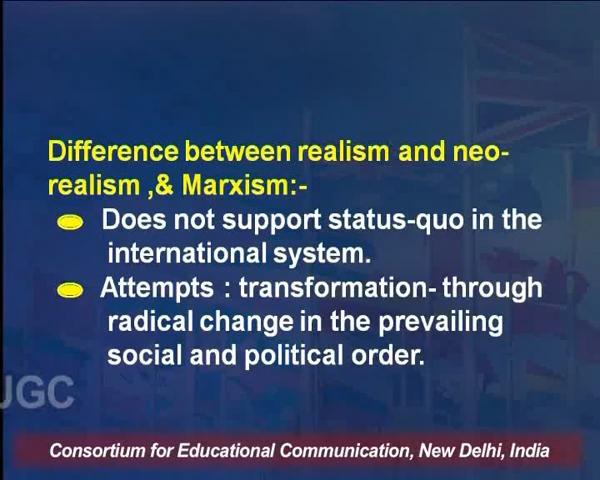 Difference between realism and neo-
realism ,& Marxism:-
Does not support status-quo in the
international system.
Attempts : transformation- through
radical change in the prevailing
social and political order.
UGC
Consortium for Educational Communication, New Delhi, India